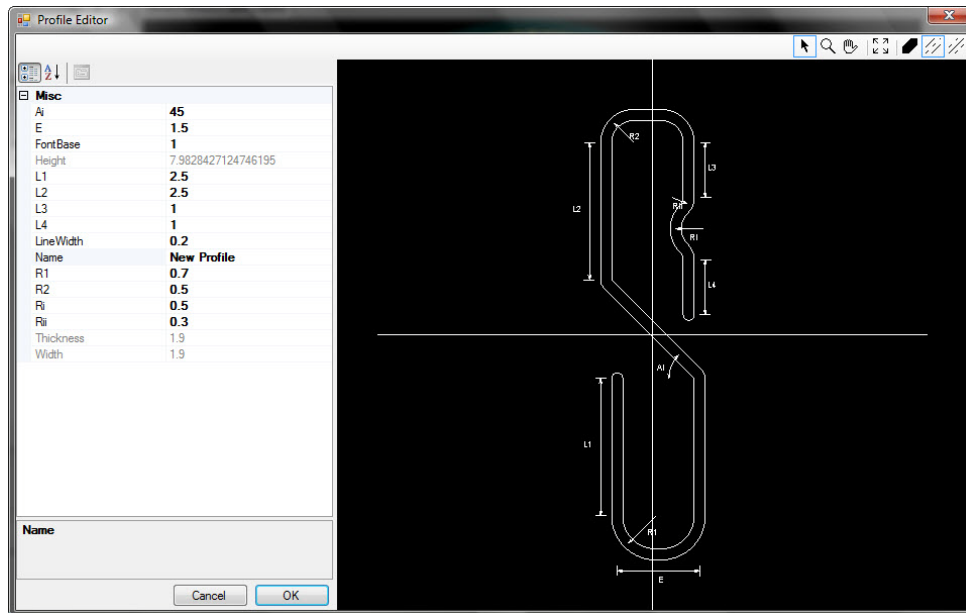 Profile Editor
Misc
Ai 45
E 1.5
FontBase 1
Height 7.9828427124746195
L1 2.5
L2 2.5
L3 1
L4 1
LineWidth 0.2
Name New Profile
R1 0.7
R2 0.5
Ri 0.5
Rii 0.3
Thickness 1.9
Width 1.9
Name
Cancel OK
R2
L3
L2
RII
RI
L4
AI
L1
R1
E